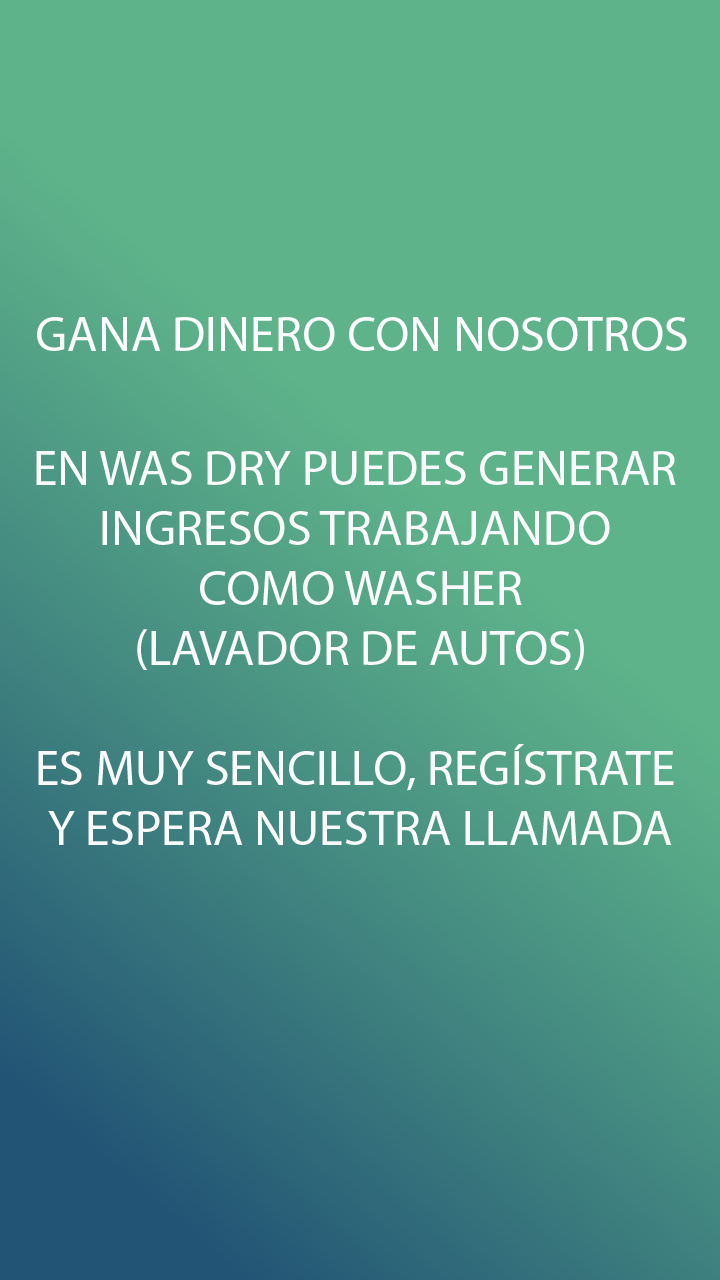 GANA DINERO CON NOSOTROS
EN WAS DRY PUEDES GENERAR
INGRESOS TRABAJANDO
COMO WASHER
(LAVADOR DE AUTOS)
ES MUY SENCILLO, REGÍSTRATE
Y ESPERA NUESTRA LLAMADA